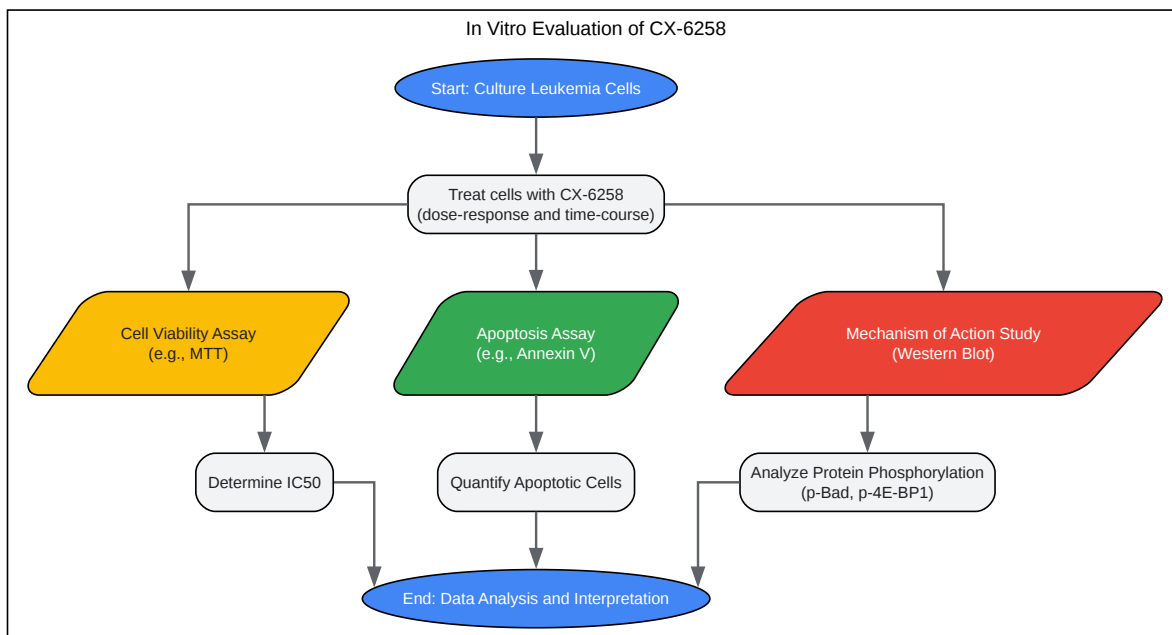 In Vitro Evaluation of CX-6258
Start: Culture Leukemia Cells
Treat cells with CX-6258
(dose-response and time-course)
Cell Viability Assay
(e.g., MTT)
Apoptosis Assay
(e.g., Annexin V)
Mechanism of Action Study
(Western Blot)
Determine IC50
Quantify Apoptotic Cells
Analyze Protein Phosphorylation
(p-Bad, p-4E-BP1)
End: Data Analysis and Interpretation